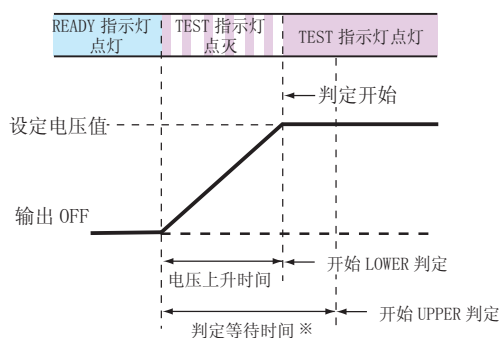 READY 指示灯
点灯
TEST 指示灯
点灭
TEST 指示灯点灯
判定开始
设定电压值
输出 OFF
电压上升时间
开始 LOWER 判定
开始 UPPER 判定
判定等待时间※